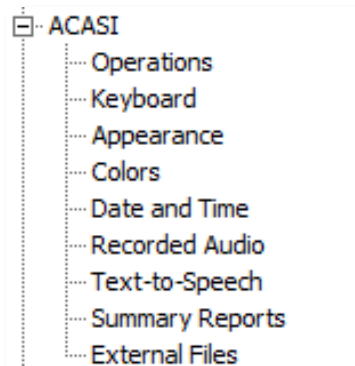 ACASI
Operations
Keyboard
Appearance
Colors
Date and Time
Recorded Audio
Text-to-Speech
Summary Reports
External Files